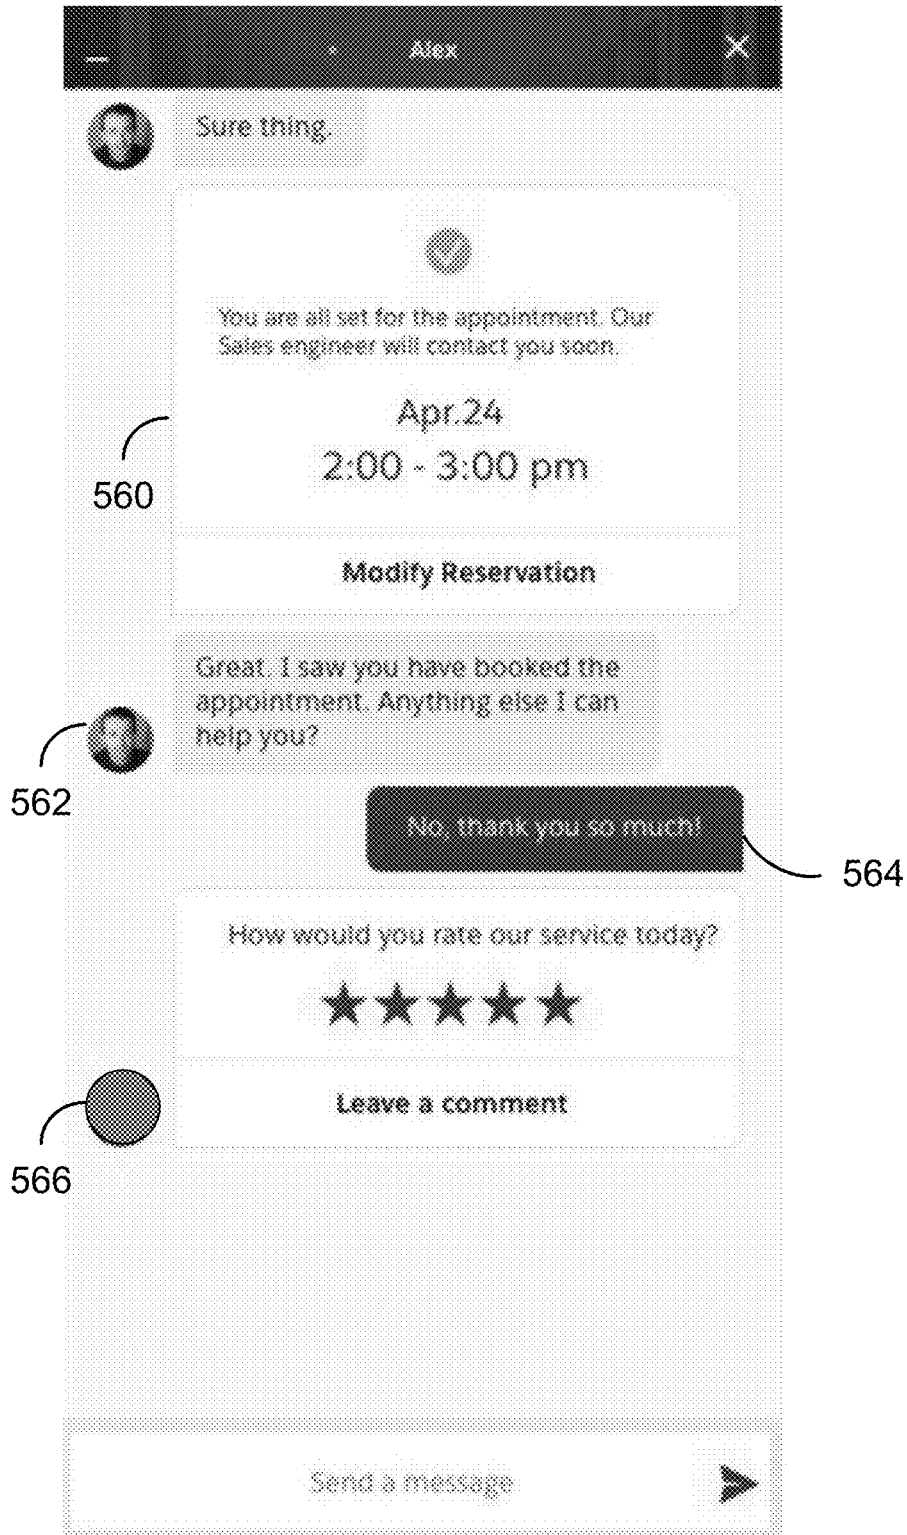 Alex
Sure thing.
You are all set for the appointment. Our
Sales engineer will contact you soon.
Apr.24
2:00 - 3:00 pm
560
Modify Reservation
Great. I saw you have booked the
appointment. Anything else I can
help you?
562
No, thank you so much!
564
How would you rate our service today?
Leave a comment
566
Send a message